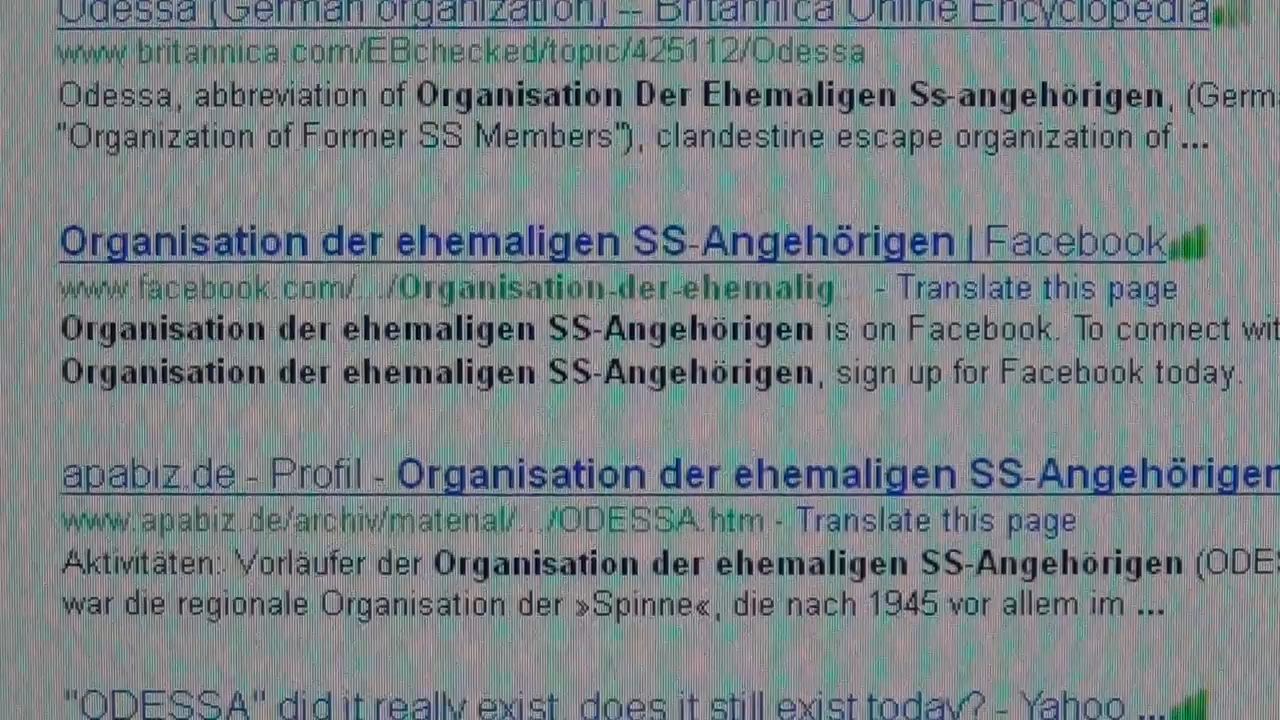 Odessa (German organization) -- Britannica Online Encyclopedia
www.britannica.com/EBchecked/topic/425112/Odessa
Odessa, abbreviation of Organisation Der Ehemaligen Ss-angehörigen, (Germ
"Organization of Former SS Members"), clandestine escape organization of ...
Organisation der ehemaligen SS-Angehörigen | Facebook
www.facebook.com/.../Organisation-der-ehemalig... - Translate this page
Organisation der ehemaligen SS-Angehörigen is on Facebook. To connect wit
Organisation der ehemaligen SS-Angehörigen, sign up for Facebook today.
apabiz.de - Profil - Organisation der ehemaligen SS-Angehörigen
www.apabiz.de/archiv/material/.../ODESSA.htm - Translate this page
Aktivitäten: Vorläufer der Organisation der ehemaligen SS-Angehörigen (ODES
war die regionale Organisation der »Spinne«, die nach 1945 vor allem im ...
"ODESSA" did it really exist, does it still exist today? - Yahoo ...